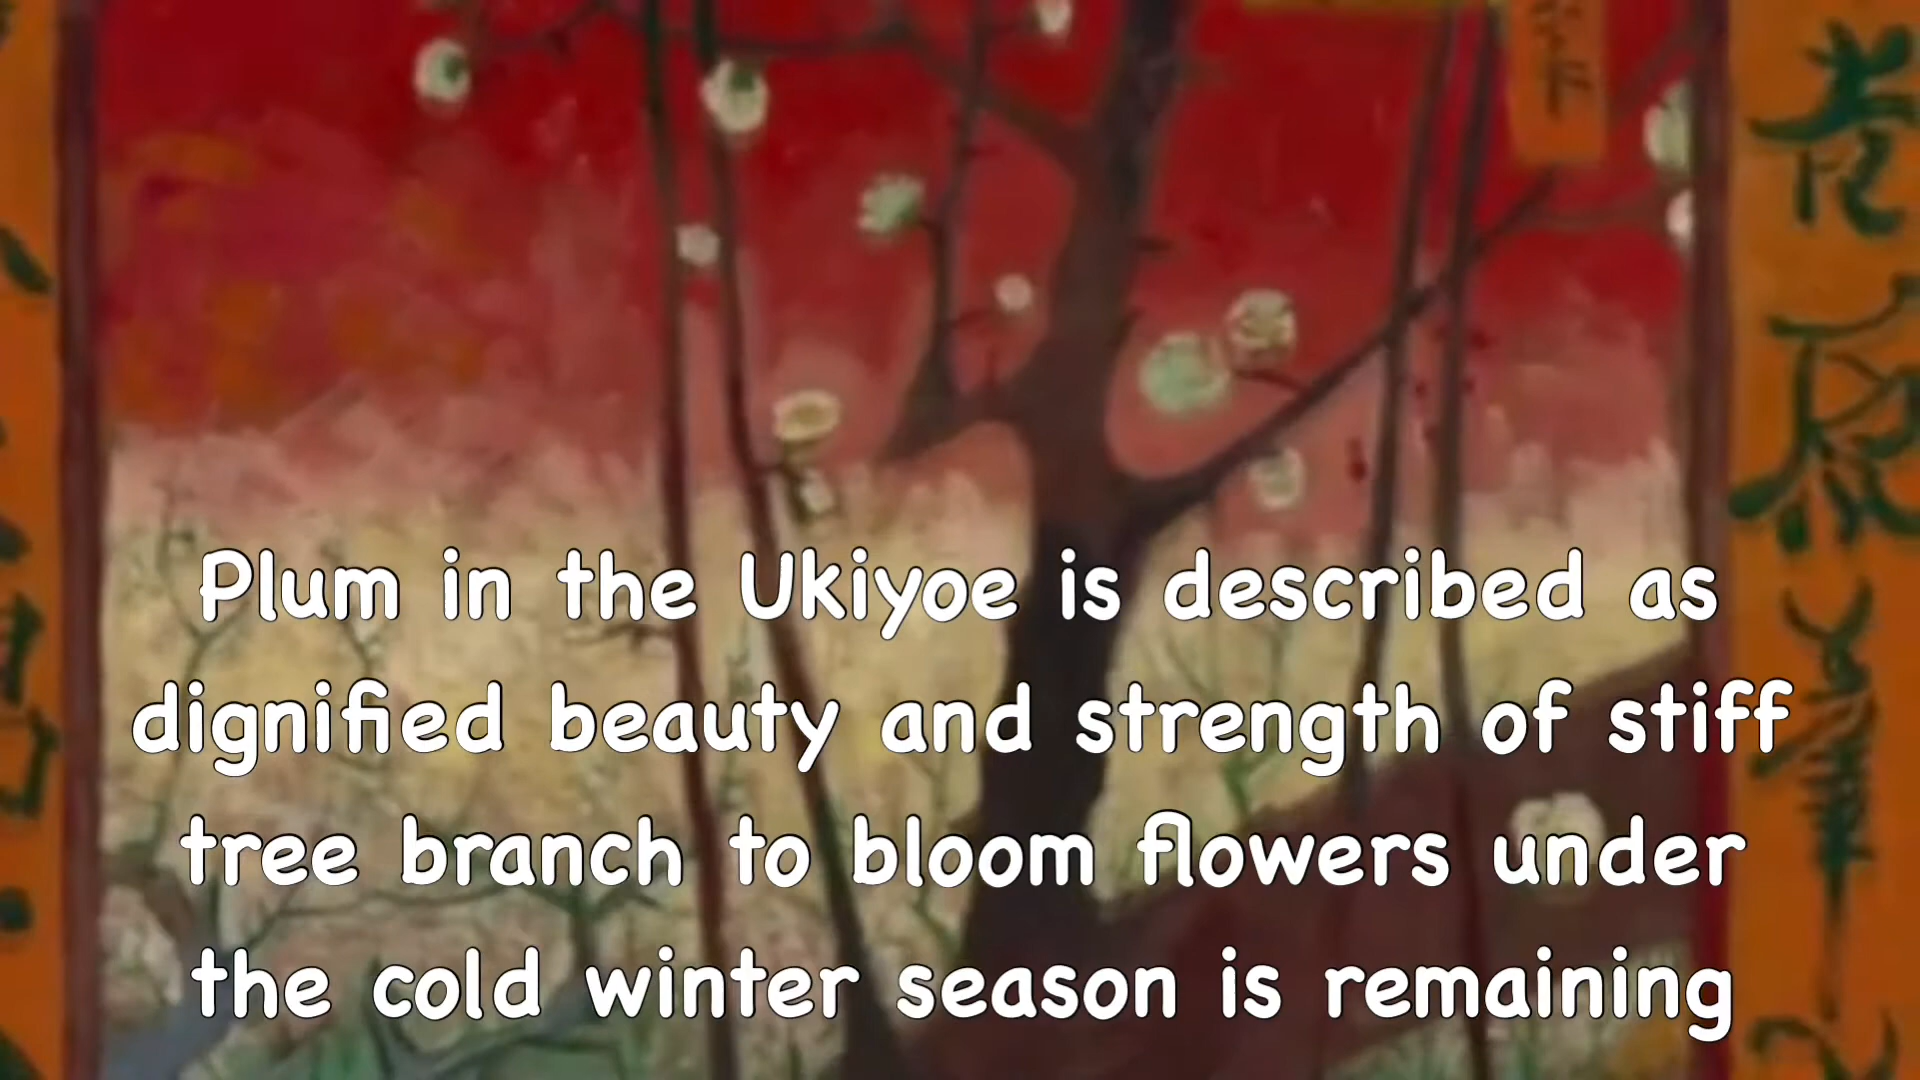 Plum in the Ukiyoe is described as
dignified beauty and strength of stiff
tree branch to bloom flowers under
the cold winter season is remaining